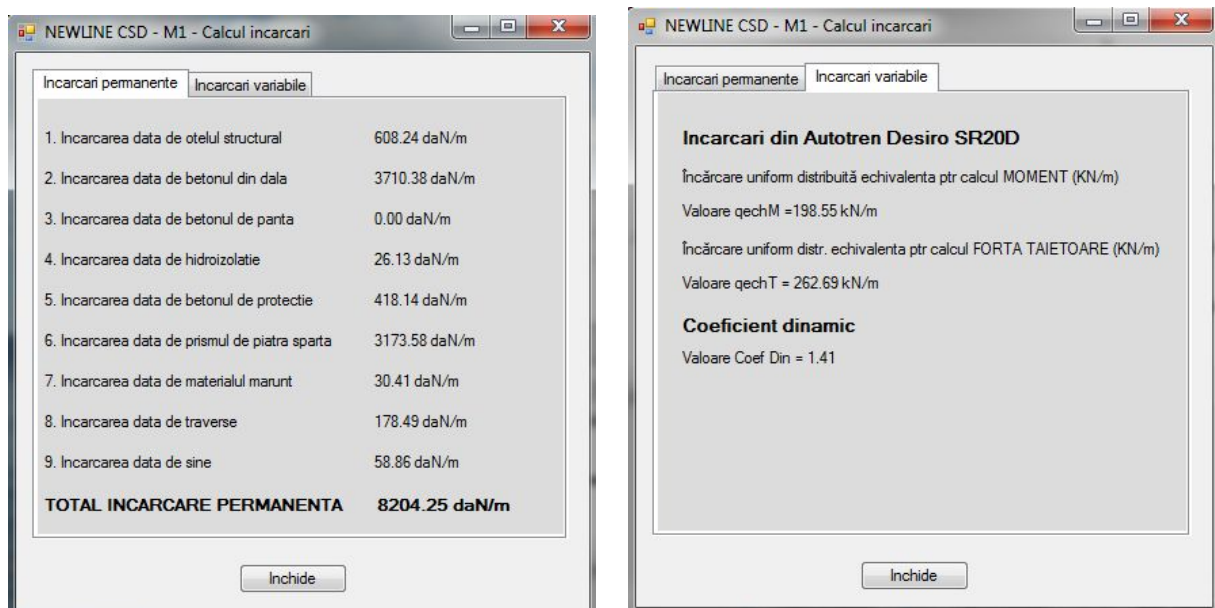 NEWLINE CSD - M1 - Calcul incarcari
Incarcari permanente Incarcari variabile
1. Incarcarea data de otelul structural 608.24 daN/m
2. Incarcarea data de betonul din dala 3710.38 daN/m
3. Incarcarea data de betonul de panta 0.00 daN/m
4. Incarcarea data de hidroizolatie 26.13 daN/m
5. Incarcarea data de betonul de protectie 418.14 daN/m
6. Incarcarea data de prismul de piatra sparta 3173.58 daN/m
7. Incarcarea data de materialul marunt 30.41 daN/m
8. Incarcarea data de traverse 178.49 daN/m
9. Incarcarea data de sine 58.86 daN/m
TOTAL INCARCARE PERMANENTA 8204.25 daN/m
Inchide
NEWLINE CSD - M1 - Calcul incarcari
Incarcari permanente Incarcari variabile
Incarcari din Autotren Desiro SR20D
Încărcare uniform distribuită echivalenta ptr calcul MOMENT (KN/m)
Valoare qechM =198.55 kN/m
Încărcare uniform distr. echivalenta ptr calcul FORTA TAIETOARE (KN/m)
Valoare qechT = 262.69 kN/m
Coeficient dinamic
Valoare Coef Din = 1.41
Inchide